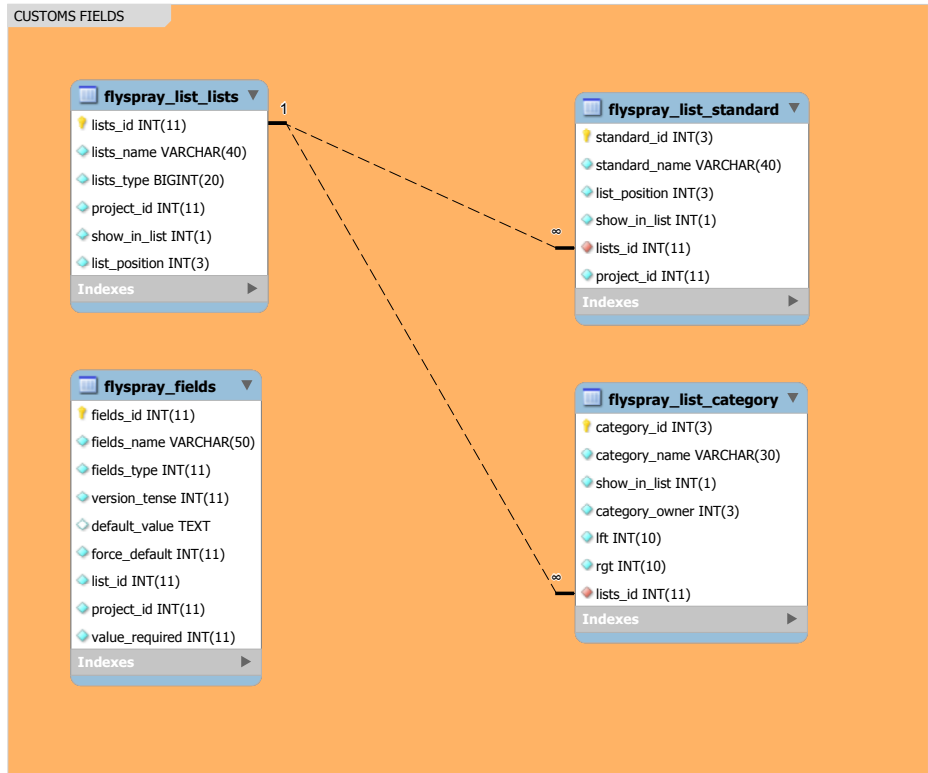 CUSTOMS FIELDS
flyspray_list_lists
lists_id INT(11)
lists_name VARCHAR(40)
lists_type BIGINT(20)
project_id INT(11)
show_in_list INT(1)
list_position INT(3)
Indexes
1
flyspray_list_standard
standard_id INT(3)
standard_name VARCHAR(40)
list_position INT(3)
show_in_list INT(1)
lists_id INT(11)
project_id INT(11)
Indexes
∞
flyspray_fields
fields_id INT(11)
fields_name VARCHAR(50)
fields_type INT(11)
version_tense INT(11)
default_value TEXT
force_default INT(11)
list_id INT(11)
project_id INT(11)
value_required INT(11)
Indexes
flyspray_list_category
category_id INT(3)
category_name VARCHAR(30)
show_in_list INT(1)
category_owner INT(3)
lft INT(10)
rgt INT(10)
lists_id INT(11)
Indexes
∞